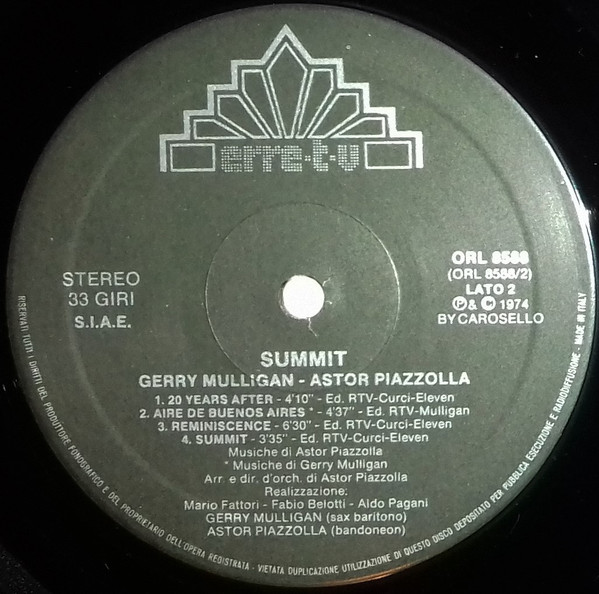 erre·t·v
STEREO
33 GIRI
S.I.A.E.
ORL 8588
(ORL 8588/2)
LATO 2
Ⓟ & © 1974
BY CAROSELLO
SUMMIT
GERRY MULLIGAN - ASTOR PIAZZOLLA
1. 20 YEARS AFTER - 4'10" - Ed. RTV-Curci-Eleven
2. AIRE DE BUENOS AIRES * - 4'37" - Ed. RTV-Mulligan
3. REMINISCENCE - 6'30" - Ed. RTV-Curci-Eleven
4. SUMMIT - 3'35" - Ed. RTV-Curci-Eleven
Musiche di Astor Piazzolla
* Musiche di Gerry Mulligan
Arr. e dir. d'orch. di Astor Piazzolla
Realizzazione:
Mario Fattori - Fabio Belotti - Aldo Pagani
GERRY MULLIGAN (sax baritono)
ASTOR PIAZZOLLA (bandoneon)
RISERVATI TUTTI I DIRITTI DEL PRODUTTORE FONOGRAFICO E DEL PROPRIETARIO DELL'OPERA REGISTRATA - VIETATA DUPLICAZIONE UTILIZZAZIONE DI QUESTO DISCO DEPOSITATO PER PUBBLICA ESECUZIONE E RADIODIFFUSIONE - MADE IN ITALY